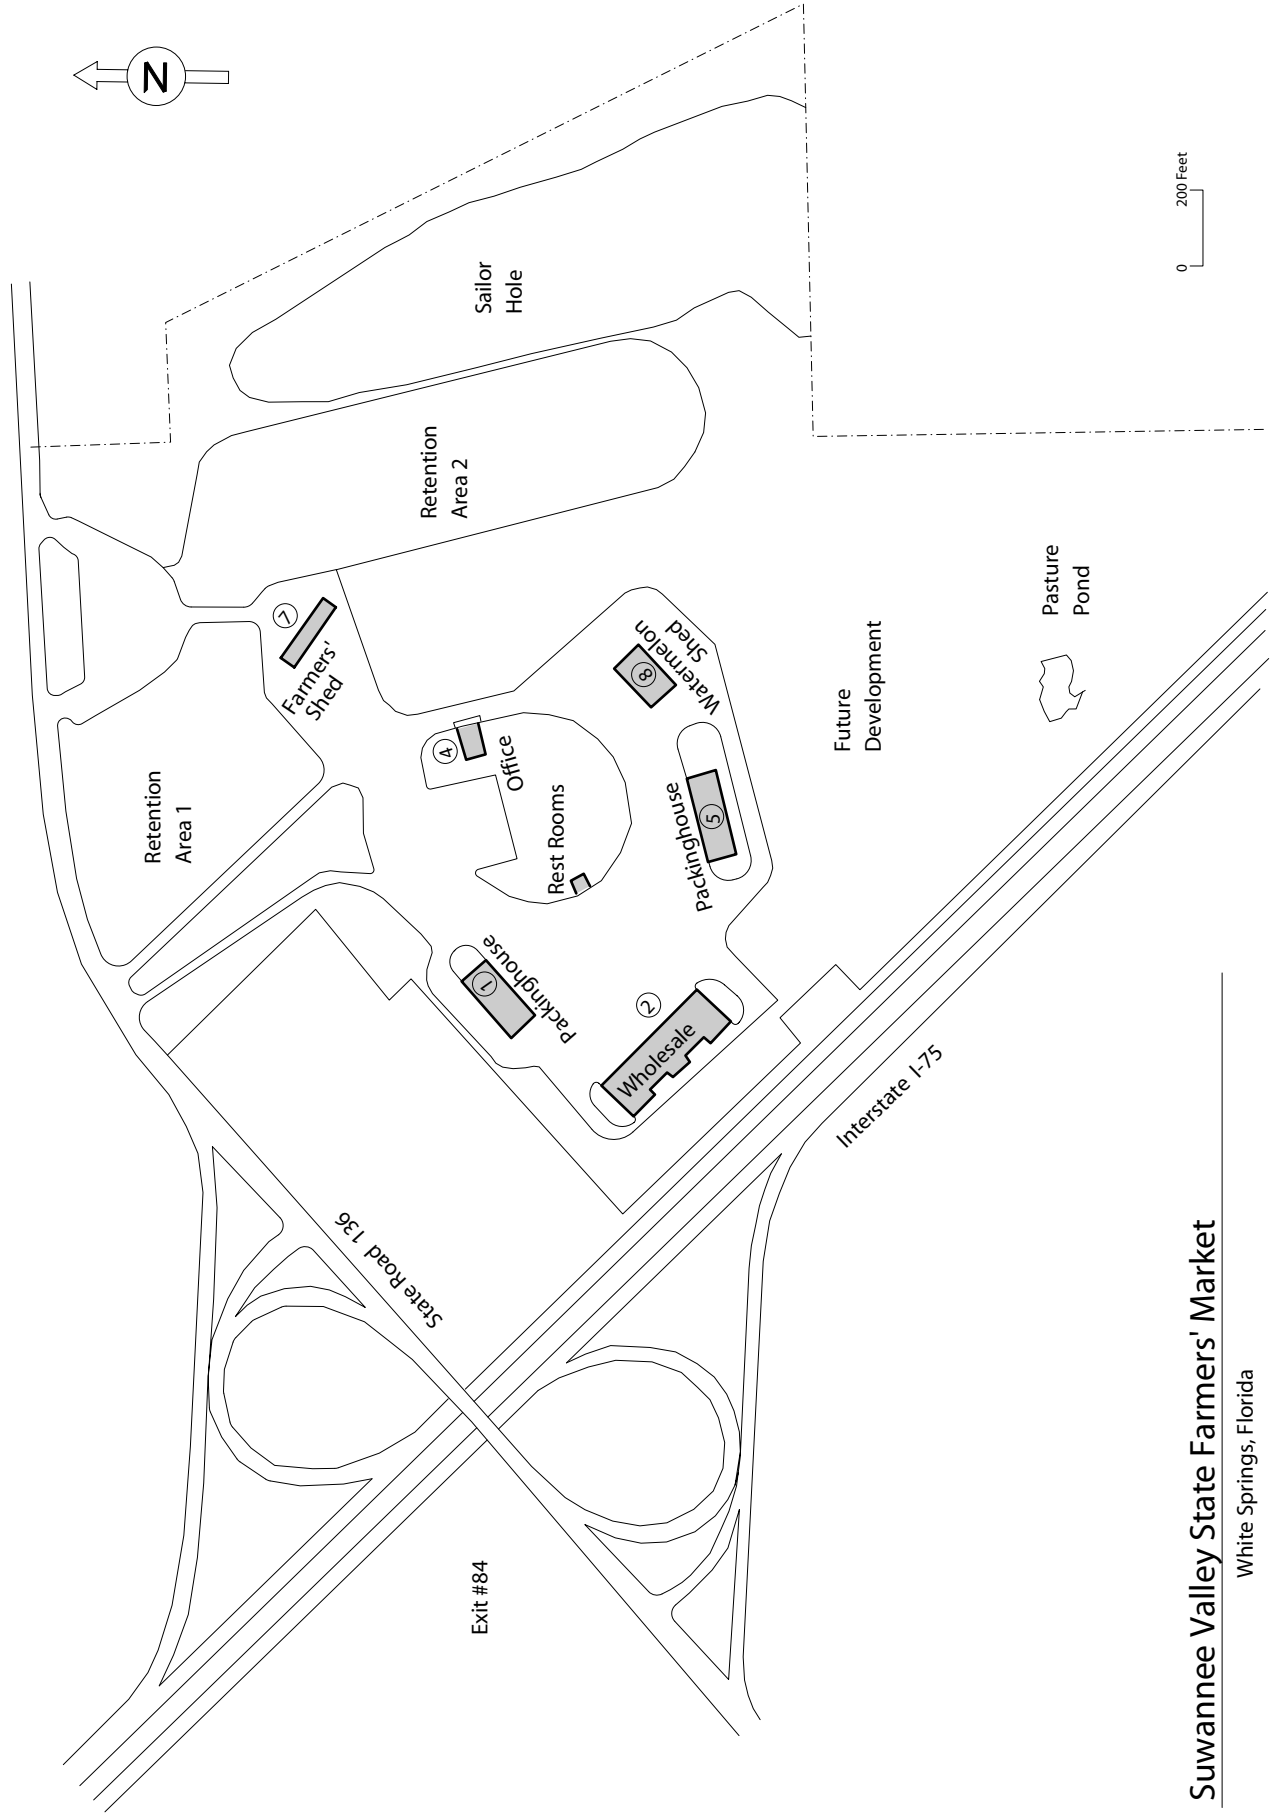 N
Retention
Area 1
7
Farmers'
Shed
Retention
Area 2
Sailor
Hole
4
Office
Rest Rooms
1
Packinghouse
2
Wholesale
5
Packinghouse
8
Watermelon
Shed
State Road 136
Exit #84
Interstate I-75
Future
Development
Pasture
Pond
0 200 Feet
Suwannee Valley State Farmers' Market
White Springs, Florida